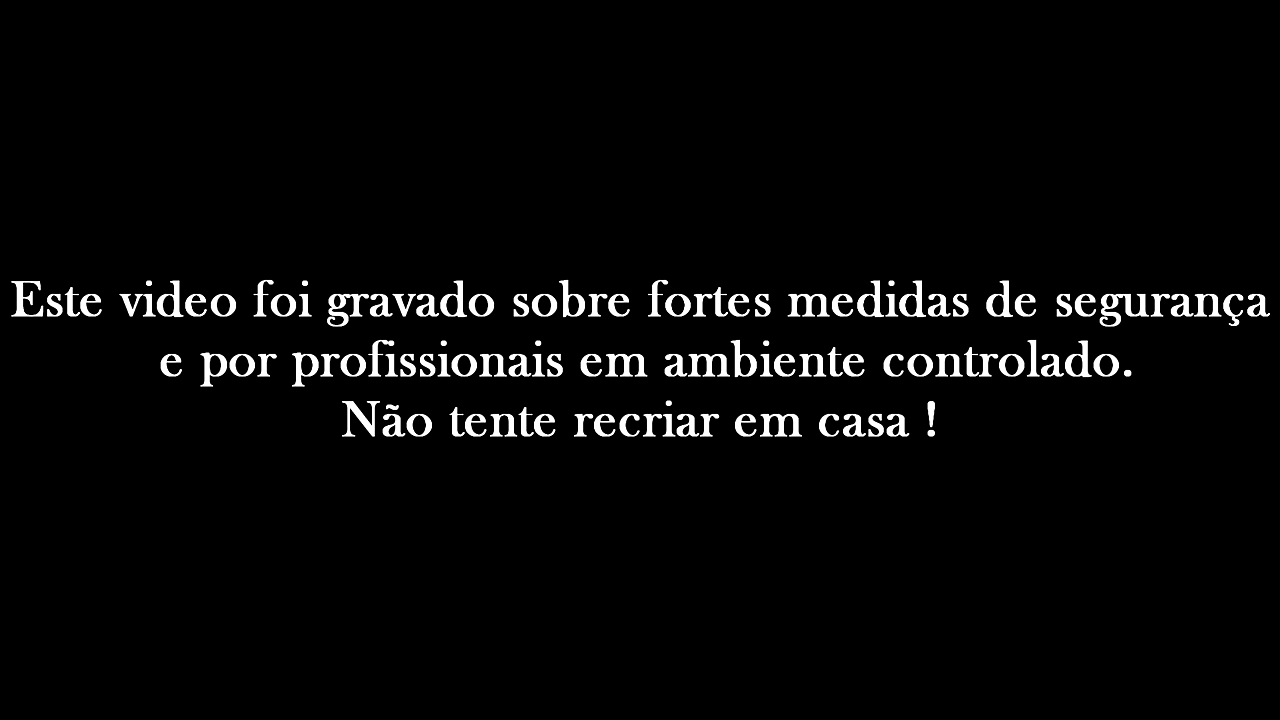 Este video foi gravado sobre fortes medidas de segurança
e por profissionais em ambiente controlado.
Não tente recriar em casa !